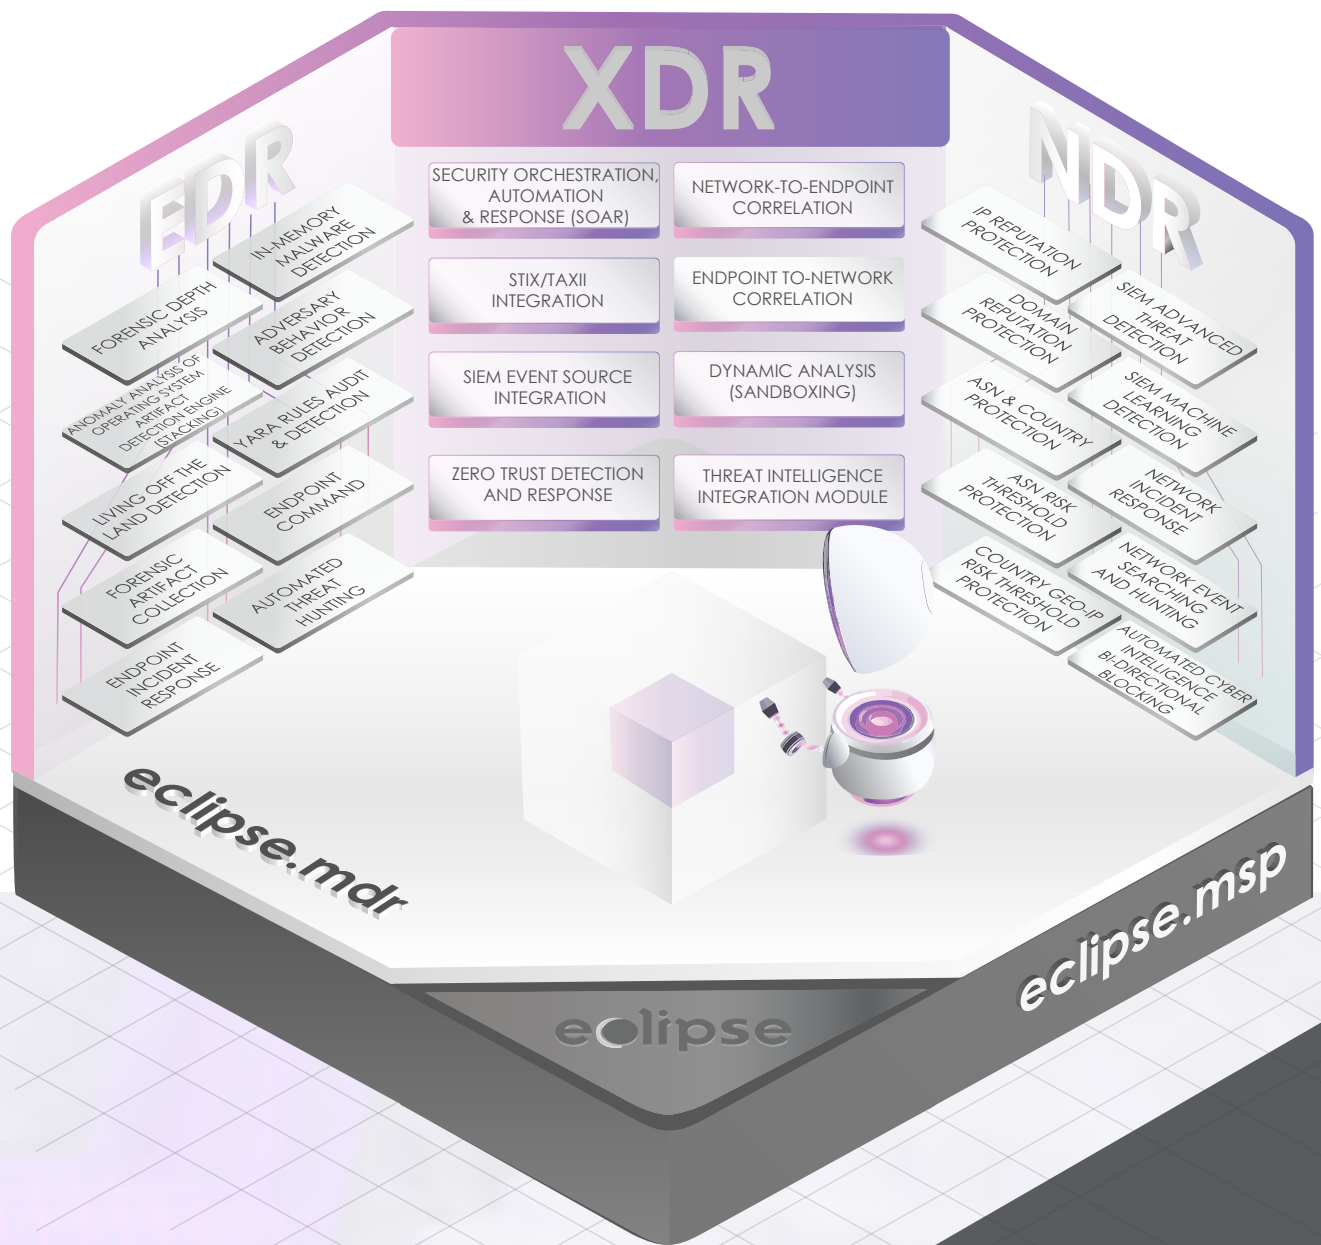 XDR
SECURITY ORCHESTRATION,
AUTOMATION
& RESPONSE (SOAR)
NETWORK-TO-ENDPOINT
CORRELATION
STIX/TAXII
INTEGRATION
ENDPOINT TO-NETWORK
CORRELATION
SIEM EVENT SOURCE
INTEGRATION
DYNAMIC ANALYSIS
(SANDBOXING)
ZERO TRUST DETECTION
AND RESPONSE
THREAT INTELLIGENCE
INTEGRATION MODULE
EDR
IN-MEMORY
MALWARE
DETECTION
FORENSIC DEPTH
ANALYSIS
ADVERSARY
BEHAVIOR
DETECTION
ANOMALY ANALYSIS OF
OPERATING SYSTEM
ARTIFACT
DETECTION ENGINE
(STACKING)
YARA RULES AUDIT
& DETECTION
LIVING OFF THE
LAND DETECTION
ENDPOINT
COMMAND
FORENSIC
ARTIFACT
COLLECTION
AUTOMATED
THREAT
HUNTING
ENDPOINT
INCIDENT
RESPONSE
NDR
IP REPUTATION
PROTECTION
SIEM ADVANCED
THREAT
DETECTION
DOMAIN
REPUTATION
PROTECTION
SIEM MACHINE
LEARNING
DETECTION
ASN & COUNTRY
PROTECTION
NETWORK
INCIDENT
RESPONSE
ASN RISK
THRESHOLD
PROTECTION
NETWORK EVENT
SEARCHING
AND HUNTING
COUNTRY GEO-IP
RISK THRESHOLD
PROTECTION
AUTOMATED CYBER
INTELLIGENCE
BI-DIRECTIONAL
BLOCKING
eclipse.mdr
eclipse.msp
eclipse